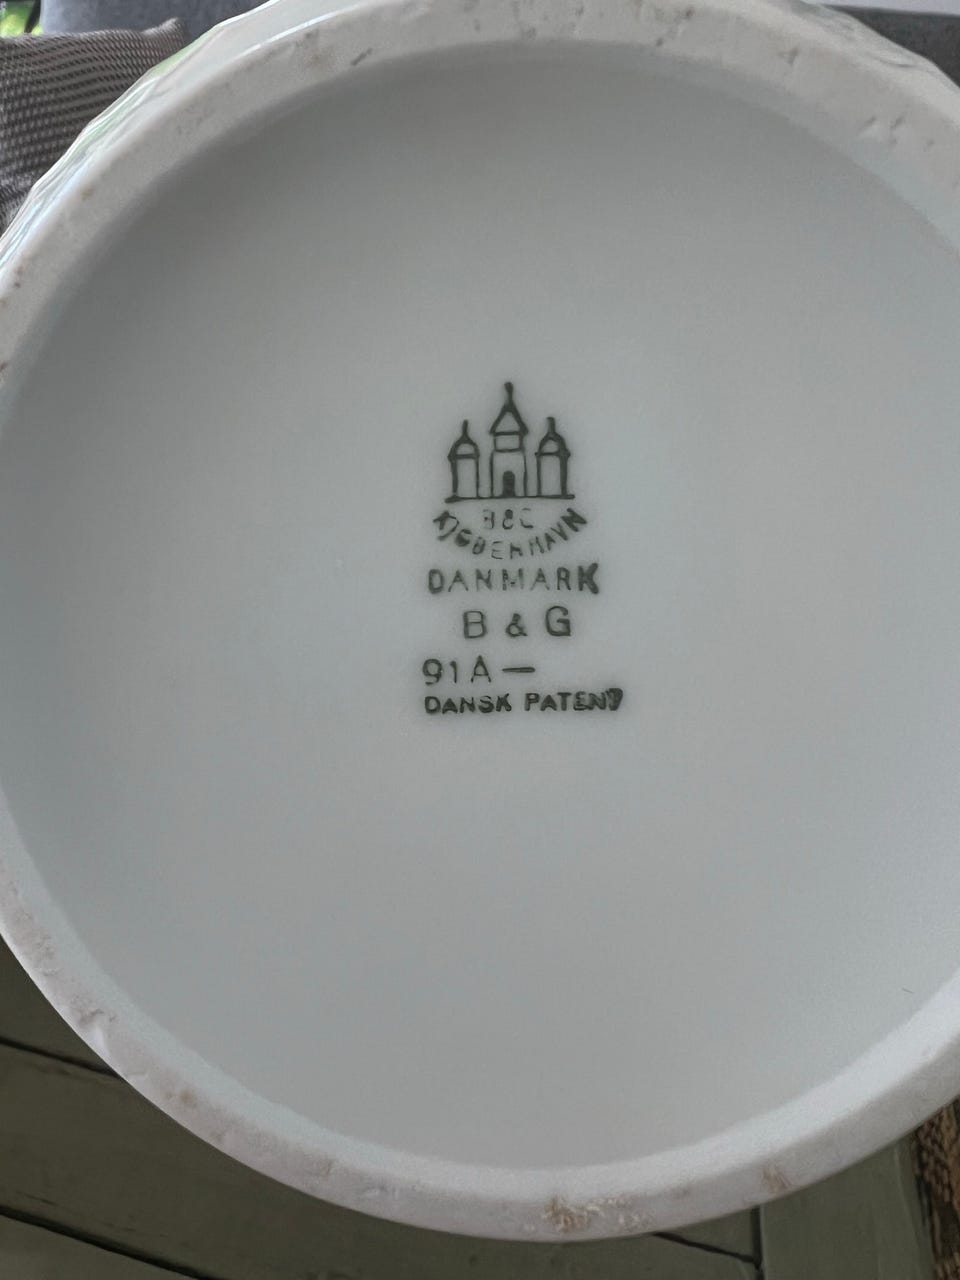 B&G
KJØBENHAVN
DANMARK
B & G
91A—
DANSK PATENT